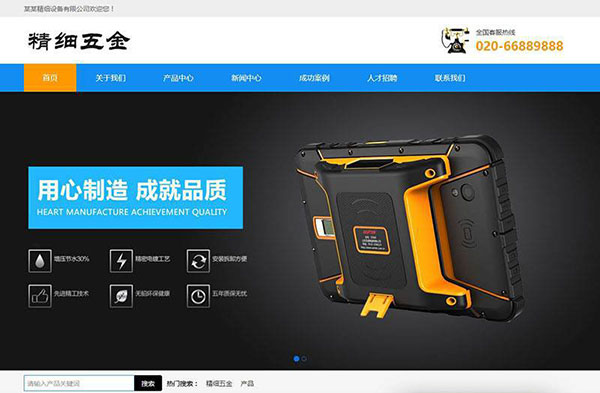 某某精细设备有限公司欢迎您！
精细五金
全国客服热线
020-66889888
首页 关于我们 产品中心 新闻中心 成功案例 人才招聘 联系我们
用心制造 成就品质
HEART MANUFACTURE ACHIEVEMENT QUALITY
增压节水30% 精密电镀工艺 安装拆卸方便
先进精工技术 无铅环保健康 五年质保无忧
请输入产品关键词 搜索 热门搜索： 精细五金 产品